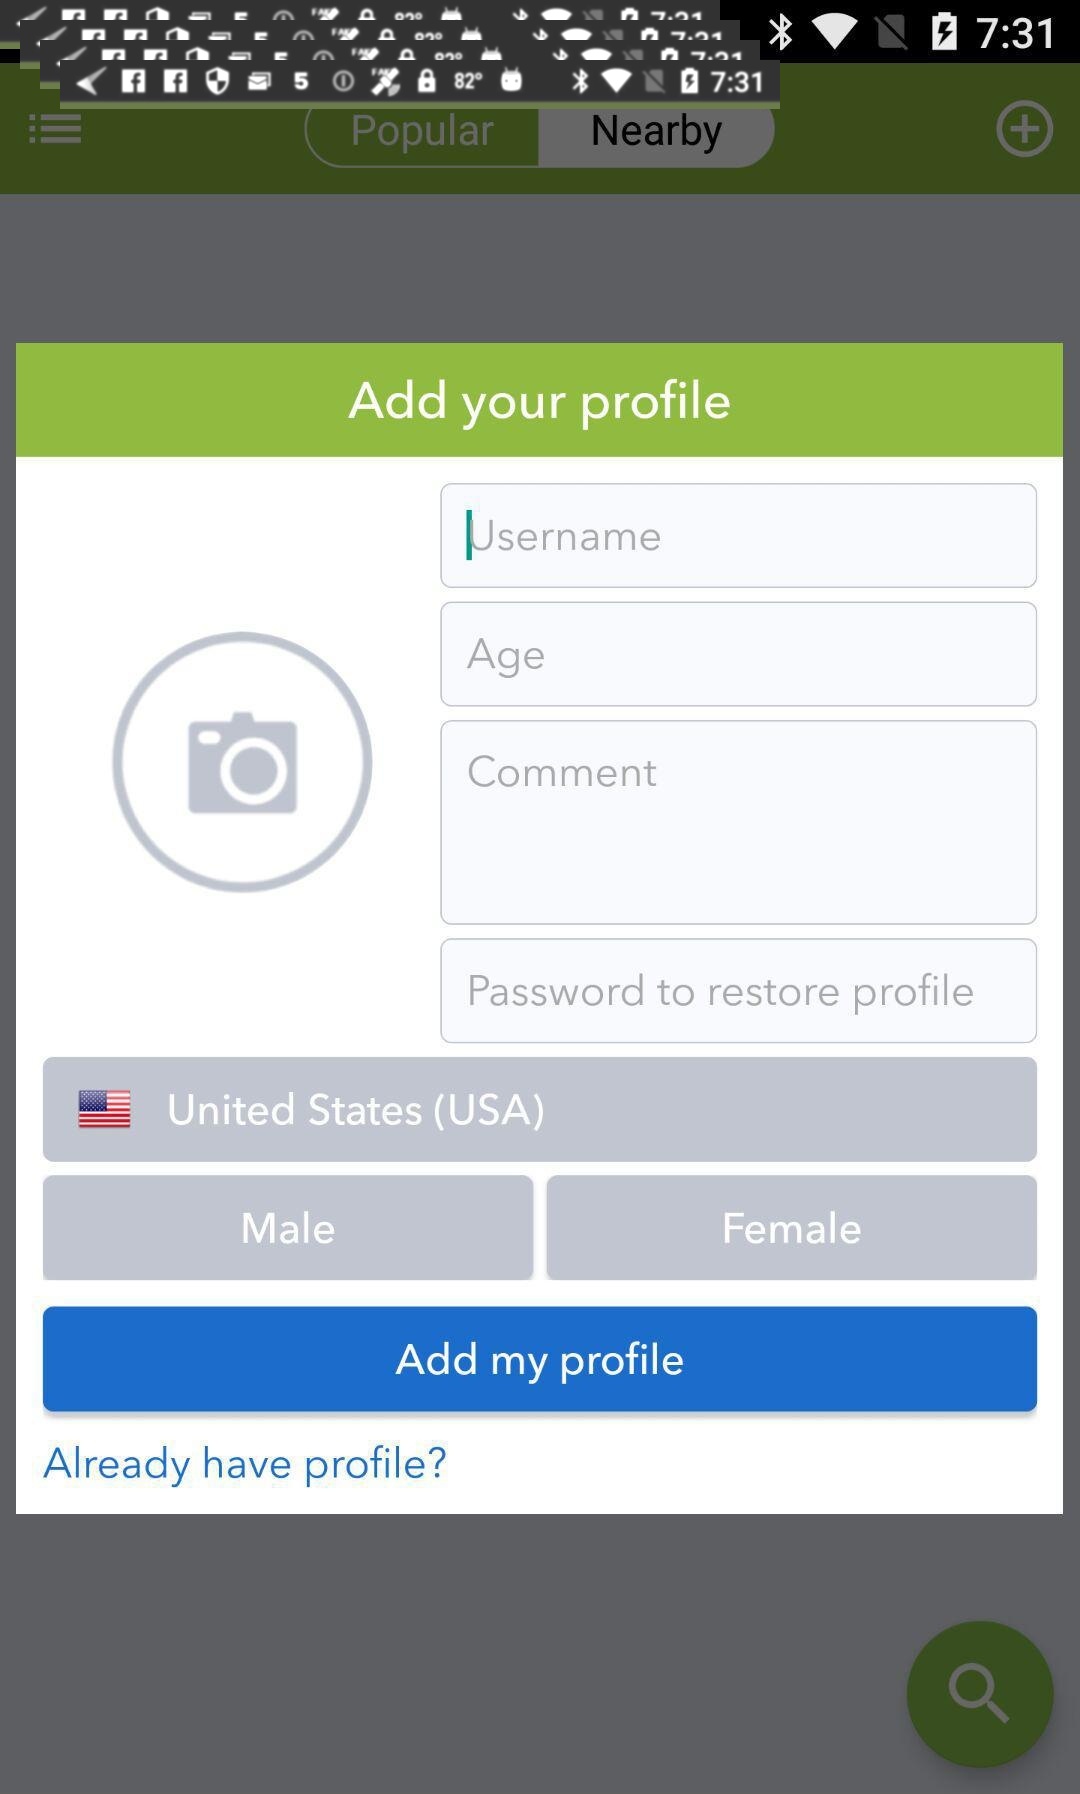 7:31
5 82° 7:31
Popular Nearby
Add your profile
Username
Age
Comment
Password to restore profile
United States (USA)
Male Female
Add my profile
Already have profile?